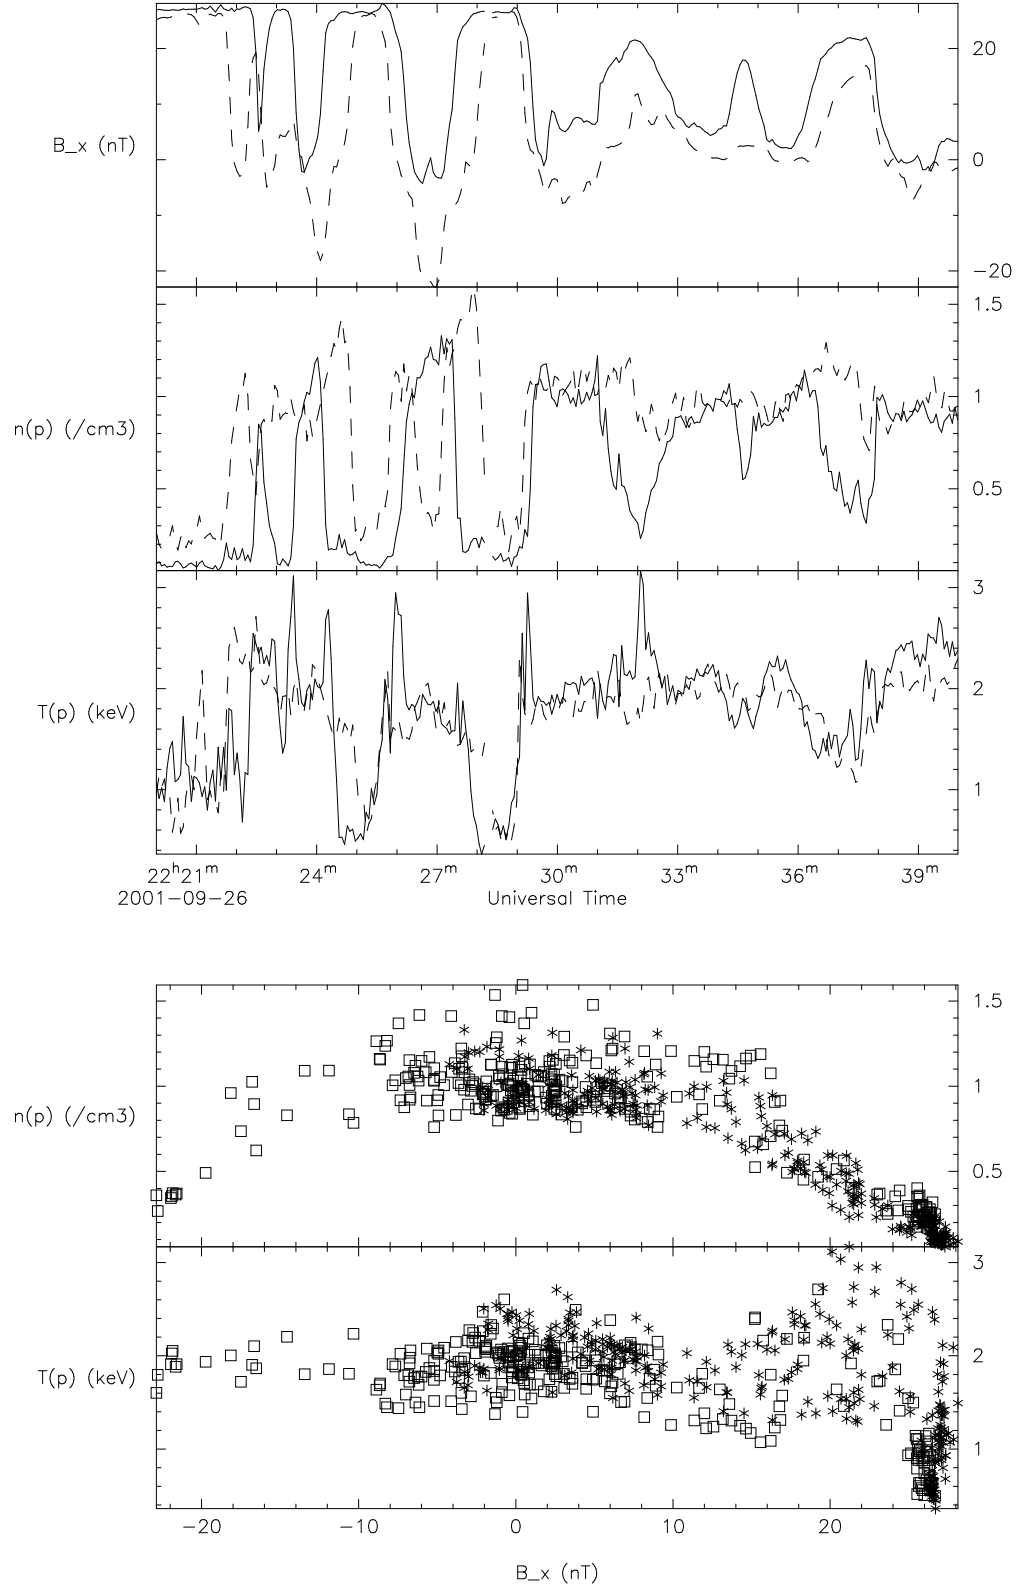 20
B_x (nT)
0
−20
1.5
1
n(p) (/cm3)
0.5
3
2
T(p) (keV)
1
22h21m 24m 27m 30m 33m 36m 39m
2001−09−26 Universal Time
1.5
1
n(p) (/cm3)
0.5
3
2
T(p) (keV)
1
−20 −10 0 10 20
B_x (nT)